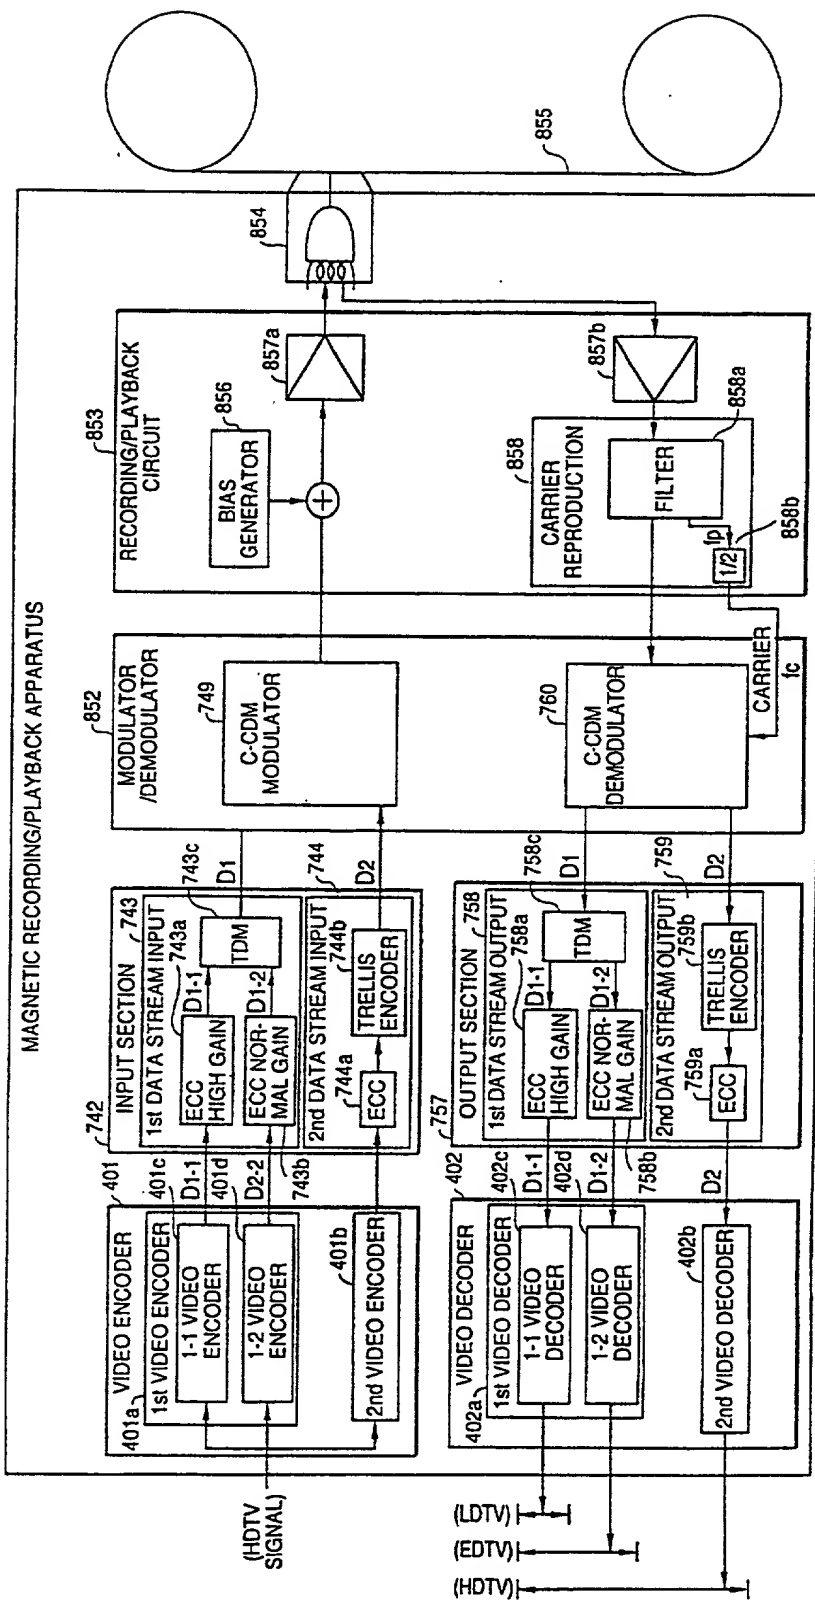 MAGNETIC RECORDING/PLAYBACK APPARATUS
401
VIDEO ENCODER
401a
1st VIDEO ENCODER
401c
1-1 VIDEO
ENCODER
D1-1
401d
1-2 VIDEO
ENCODER
D2-2
401b
2nd VIDEO ENCODER
(HDTV
SIGNAL)
742
INPUT SECTION
743
1st DATA STREAM INPUT
743a
ECC
HIGH GAIN
D1-1
743c
TDM
D1
ECC NOR-
MAL GAIN
D1-2
743b
744
2nd DATA STREAM INPUT
744a
ECC
744b
TRELLIS
ENCODER
D2
852
MODULATOR
/DEMODULATOR
749
C-CDM
MODULATOR
760
C-CDM
DEMODULATOR
CARRIER
fc
853
RECORDING/PLAYBACK
CIRCUIT
856
BIAS
GENERATOR
857a
854
855
857b
858
CARRIER
REPRODUCTION
858a
FILTER
fp
1/2
858b
757
OUTPUT SECTION
758
1st DATA STREAM OUTPUT
758a
ECC
HIGH GAIN
D1-1
758c
TDM
D1
ECC NOR-
MAL GAIN
D1-2
758b
759
2nd DATA STREAM OUTPUT
759a
ECC
759b
TRELLIS
ENCODER
D2
402
VIDEO DECODER
402a
1st VIDEO DECODER
402c
1-1 VIDEO
DECODER
D1-1
402d
1-2 VIDEO
DECODER
D1-2
402b
2nd VIDEO DECODER
D2
(LDTV)
(EDTV)
(HDTV)